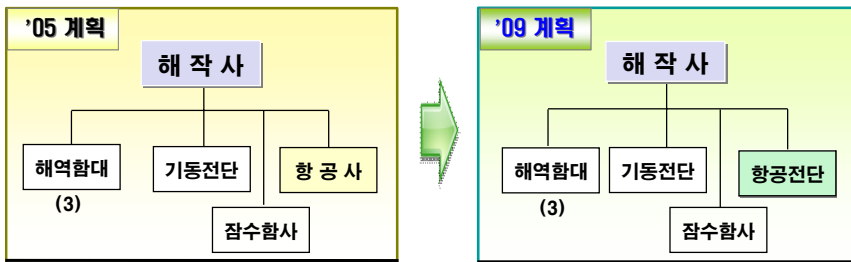 '05 계획
해 작 사
해역함대
(3)
기동전단
항 공 사
잠수함사
'09 계획
해 작 사
해역함대
(3)
기동전단
항공전단
잠수함사